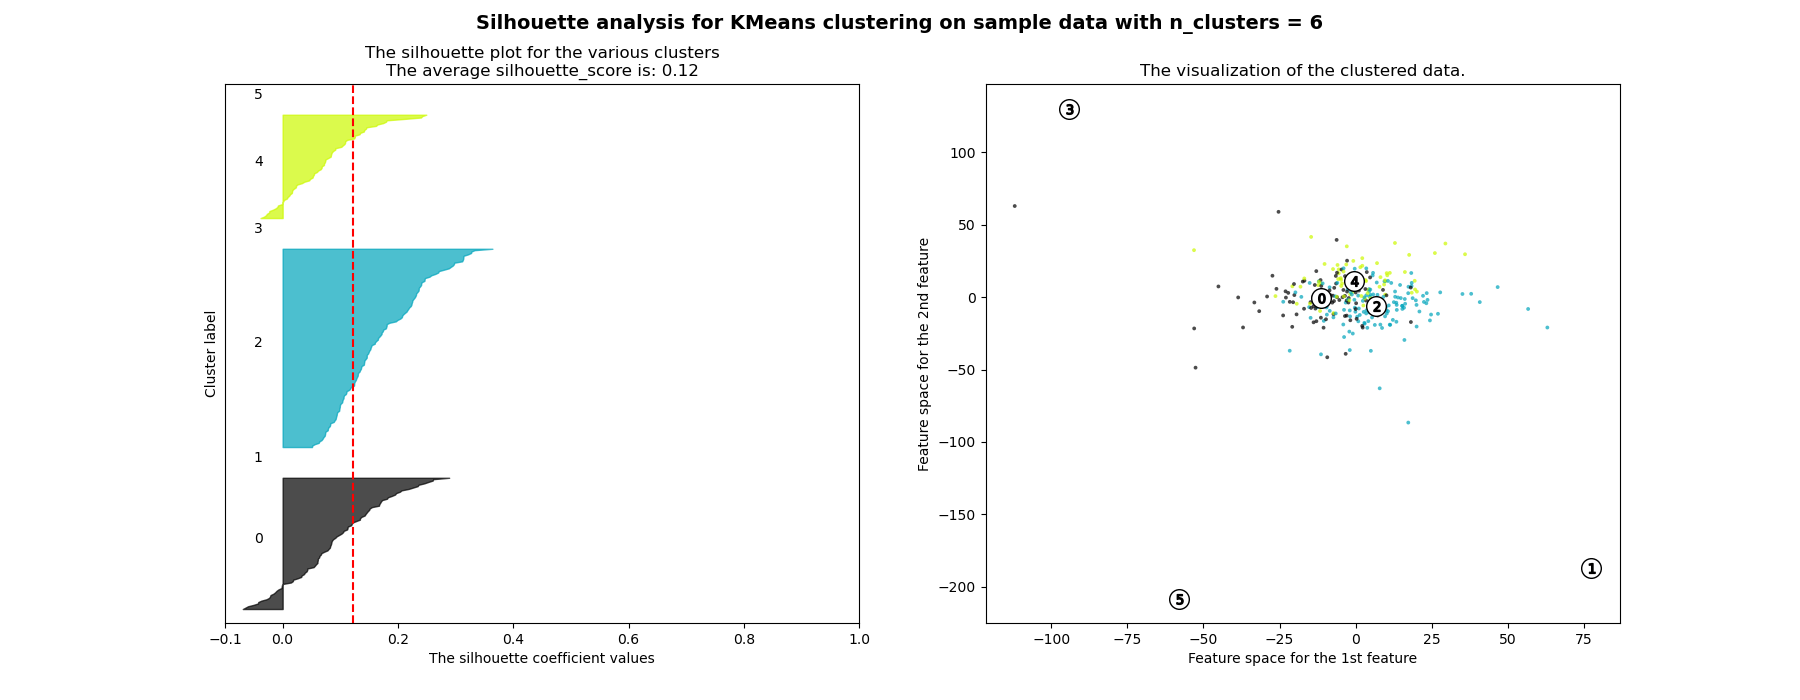 Silhouette analysis for KMeans clustering on sample data with n_clusters = 6
The silhouette plot for the various clusters
The average silhouette_score is: 0.12
5
4
3
2
1
0
Cluster label
−0.1 0.0 0.2 0.4 0.6 0.8 1.0
The silhouette coefficient values
The visualization of the clustered data.
100
50
0
−50
−100
−150
−200
Feature space for the 2nd feature
3
0
4
2
1
5
−100 −75 −50 −25 0 25 50 75
Feature space for the 1st feature